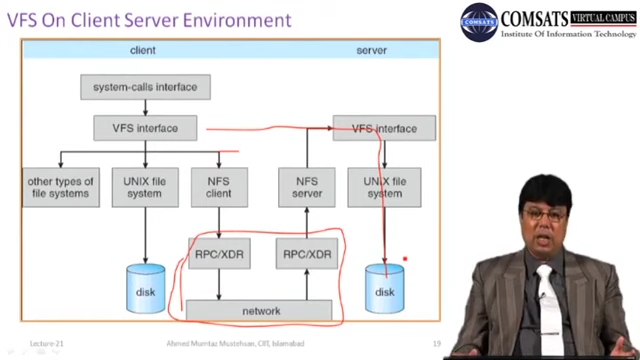 VFS On Client Server Environment
COMSATS VIRTUAL CAMPUS
Institute Of Information Technology
client
server
system-calls interface
VFS interface
VFS interface
other types of
file systems
UNIX file
system
NFS
client
NFS
server
UNIX file
system
RPC/XDR
RPC/XDR
disk
disk
network
Lecture-21
Ahmed Mumtaz Mustehsan, CIIT, Islamabad
19